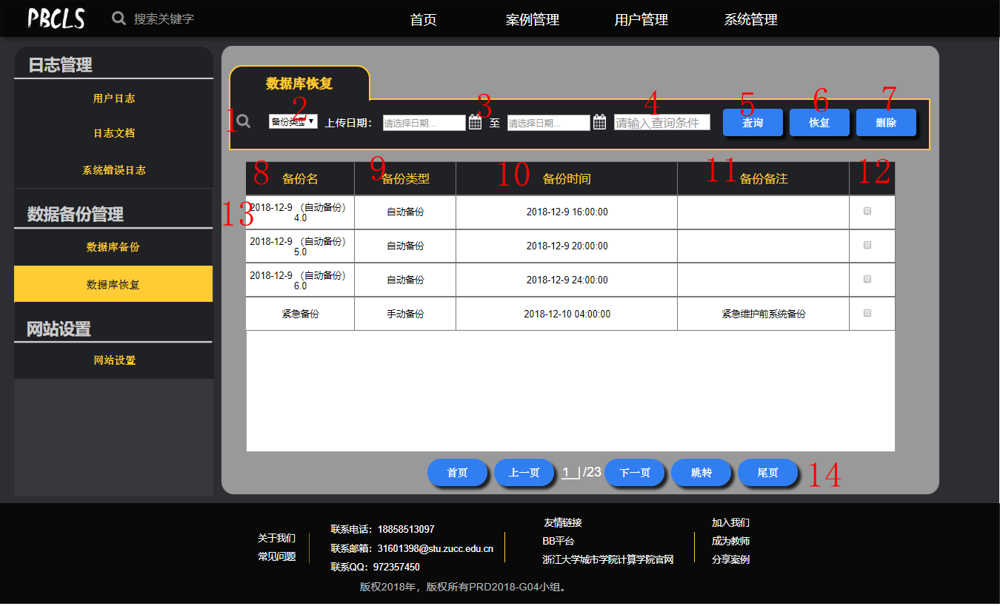 PBCLS 搜索关键字 首页 案例管理 用户管理 系统管理
日志管理
用户日志
日志文档
系统错误日志
数据备份管理
数据库备份
数据库恢复
网站设置
网站设置
数据库恢复
1 2 3 4 5 6 7
备份类型 上传日期： 请选择日期... 至 请选择日期... 请输入查询条件 查询 恢复 删除
8 备份名 9 备份类型 10 备份时间 11 备份备注 12
13
2018-12-9 （自动备份）
4.0 自动备份 2018-12-9 16:00:00
2018-12-9 （自动备份）
5.0 自动备份 2018-12-9 20:00:00
2018-12-9 （自动备份）
6.0 自动备份 2018-12-9 24:00:00
紧急备份 手动备份 2018-12-10 04:00:00 紧急维护前系统备份
首页 上一页 1 /23 下一页 跳转 尾页 14
关于我们
常见问题
联系电话：18858513097
联系邮箱：31601398@stu.zucc.edu.cn
联系QQ：972357450
友情链接
BB平台
浙江大学城市学院计算学院官网
加入我们
成为教师
分享案例
版权2018年，版权所有PRD2018-G04小组。